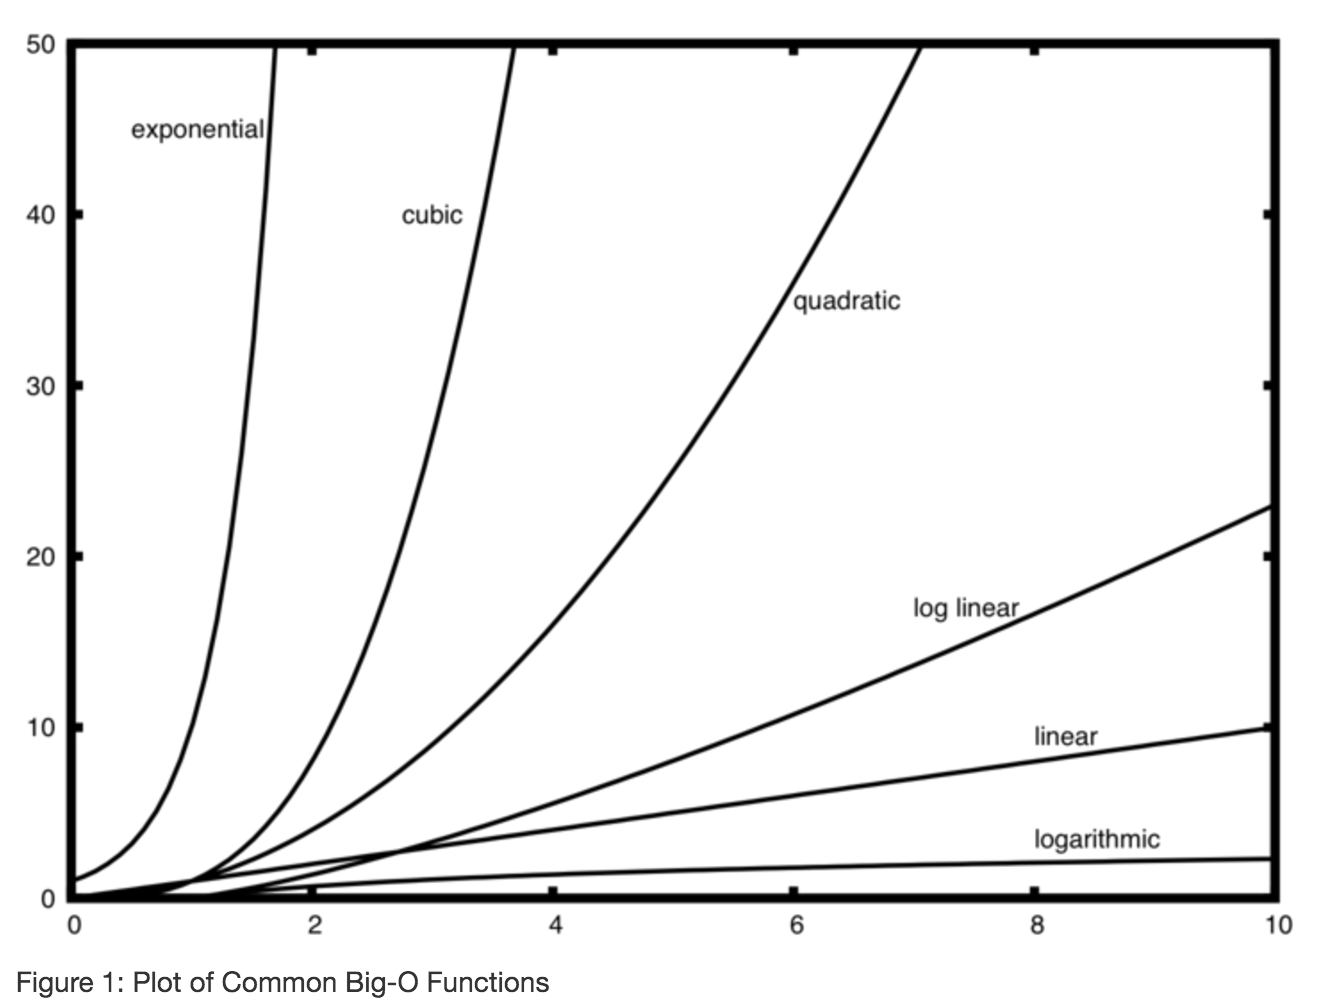 50
exponential
40
cubic
30
quadratic
20
log linear
10
linear
logarithmic
0
0 2 4 6 8 10
Figure 1: Plot of Common Big-O Functions